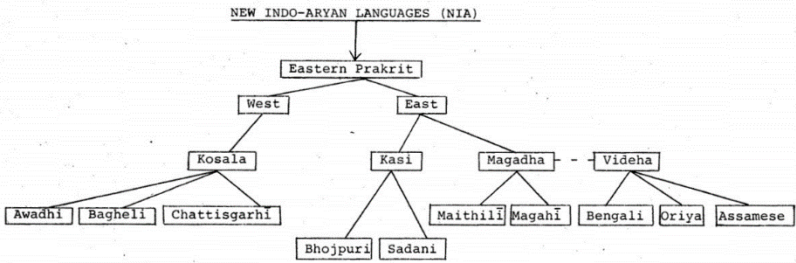 NEW INDO-ARYAN LANGUAGES (NIA)
Eastern Prakrit
West East
Kosala Kasi Magadha Videha
Awadhi Bagheli Chattisgarhī Maithilī Magahī Bengali Oriya Assamese
Bhojpuri Sadani